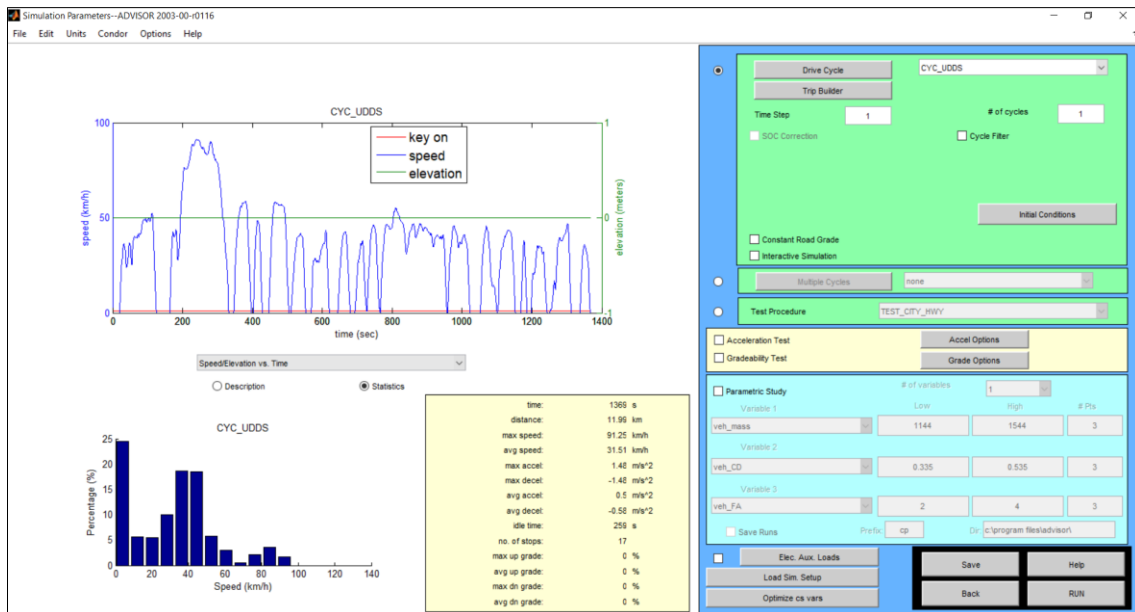 Simulation Parameters--ADVISOR 2003-00-r0116
File Edit Units Condor Options Help
CYC_UDDS
100
50
0
speed (km/h)
key on
speed
elevation
1
0
-1
elevation (meters)
0 200 400 600 800 1000 1200 1400
time (sec)
Speed/Elevation vs. Time
Description Statistics
CYC_UDDS
25
20
15
10
5
0
Percentage (%)
0 20 40 60 80 100 120 140
Speed (km/h)
time: 1369 s
distance: 11.99 km
max speed: 91.25 km/h
avg speed: 31.51 km/h
max accel: 1.48 m/s^2
max decel: -1.48 m/s^2
avg accel: 0.5 m/s^2
avg decel: -0.58 m/s^2
idle time: 259 s
no. of stops: 17
max up grade: 0 %
avg up grade: 0 %
max dn grade: 0 %
avg dn grade: 0 %
Drive Cycle CYC_UDDS
Trip Builder
Time Step 1 # of cycles 1
SOC Correction Cycle Filter
Initial Conditions
Constant Road Grade
Interactive Simulation
Multiple Cycles none
Test Procedure TEST_CITY_HWY
Acceleration Test Accel Options
Gradeability Test Grade Options
Parametric Study # of variables 1
Variable 1 Low High # Pts
veh_mass 1144 1544 3
Variable 2
veh_CD 0.335 0.535 3
Variable 3
veh_FA 2 4 3
Save Runs Prefix: cp Dir: c:\program files\advisor\
Elec. Aux. Loads
Load Sim. Setup
Optimize cs vars
Save Help
Back RUN